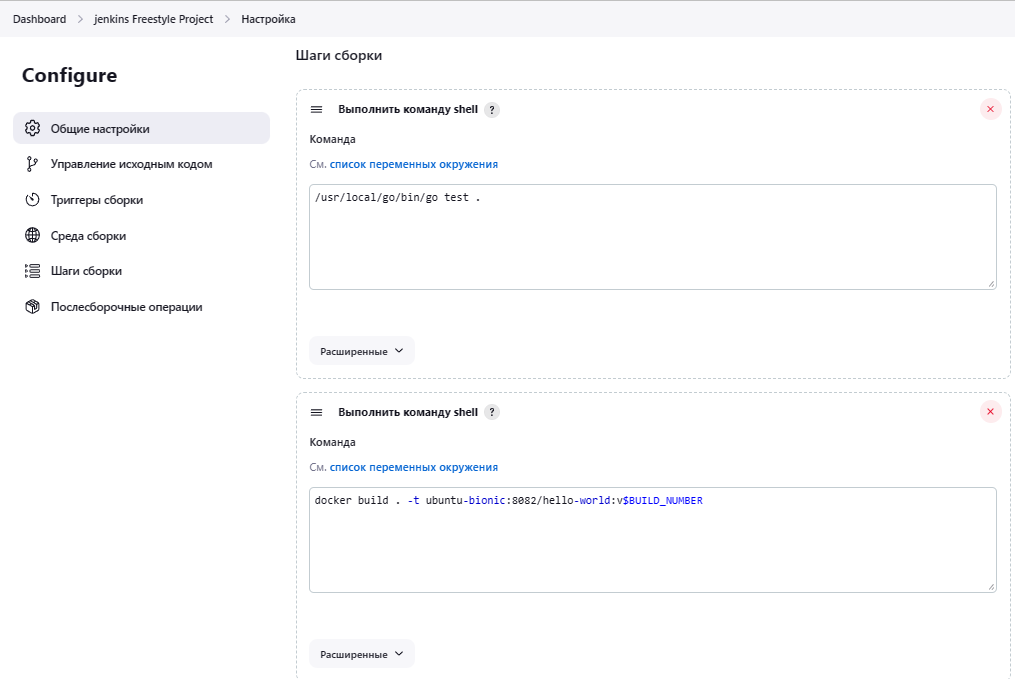 Dashboard > jenkins Freestyle Project > Настройка
Configure
Общие настройки
Управление исходным кодом
Триггеры сборки
Среда сборки
Шаги сборки
Послесборочные операции
Шаги сборки
Выполнить команду shell ?
Команда
См. список переменных окружения
/usr/local/go/bin/go test .
Расширенные
Выполнить команду shell ?
Команда
См. список переменных окружения
docker build . -t ubuntu-bionic:8082/hello-world:v$BUILD_NUMBER
Расширенные